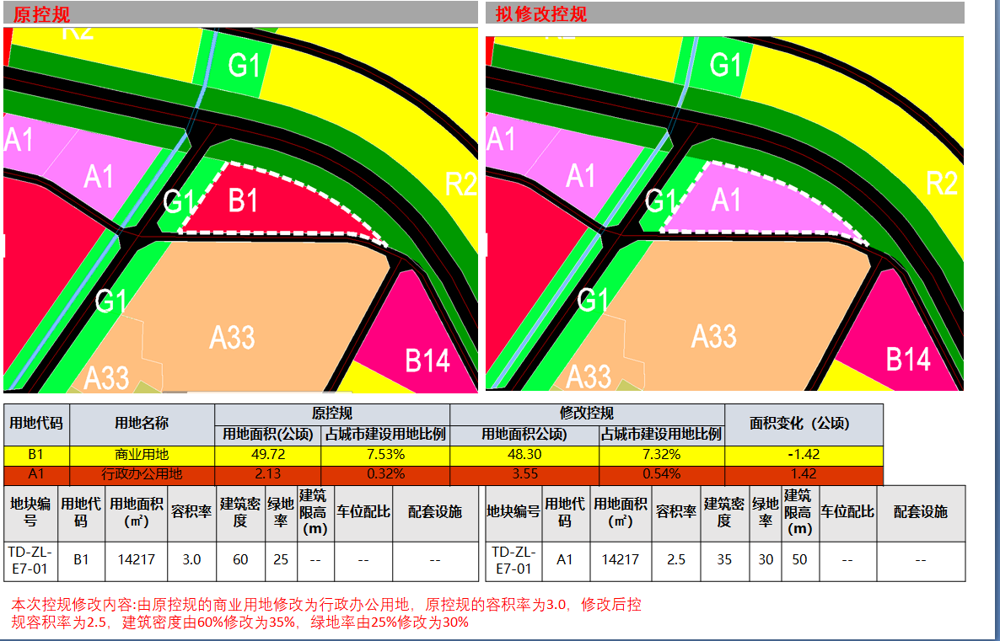 原控规
拟修改控规
R2
G1
A1
A1
G1
B1
R2
G1
A33
A33
B14
G1
A1
A1
G1
A1
R2
G1
A33
A33
B14
用地代码 用地名称 原控规 修改控规 面积变化（公顷）
用地面积(公顷) 占城市建设用地比例 用地面积公顷) 占城市建设用地比例
B1 商业用地 49.72 7.53% 48.30 7.32% -1.42
A1 行政办公用地 2.13 0.32% 3.55 0.54% 1.42
地块编号 用地代码 用地面积(㎡) 容积率 建筑密度 绿地率 建筑限高(m) 车位配比 配套设施
TD-ZL-E7-01 B1 14217 3.0 60 25 -- -- --
地块编号 用地代码 用地面积(㎡) 容积率 建筑密度 绿地率 建筑限高(m) 车位配比 配套设施
TD-ZL-E7-01 A1 14217 2.5 35 30 50 -- --
本次控规修改内容:由原控规的商业用地修改为行政办公用地，原控规的容积率为3.0，修改后控
规容积率为2.5，建筑密度由60%修改为35%，绿地率由25%修改为30%